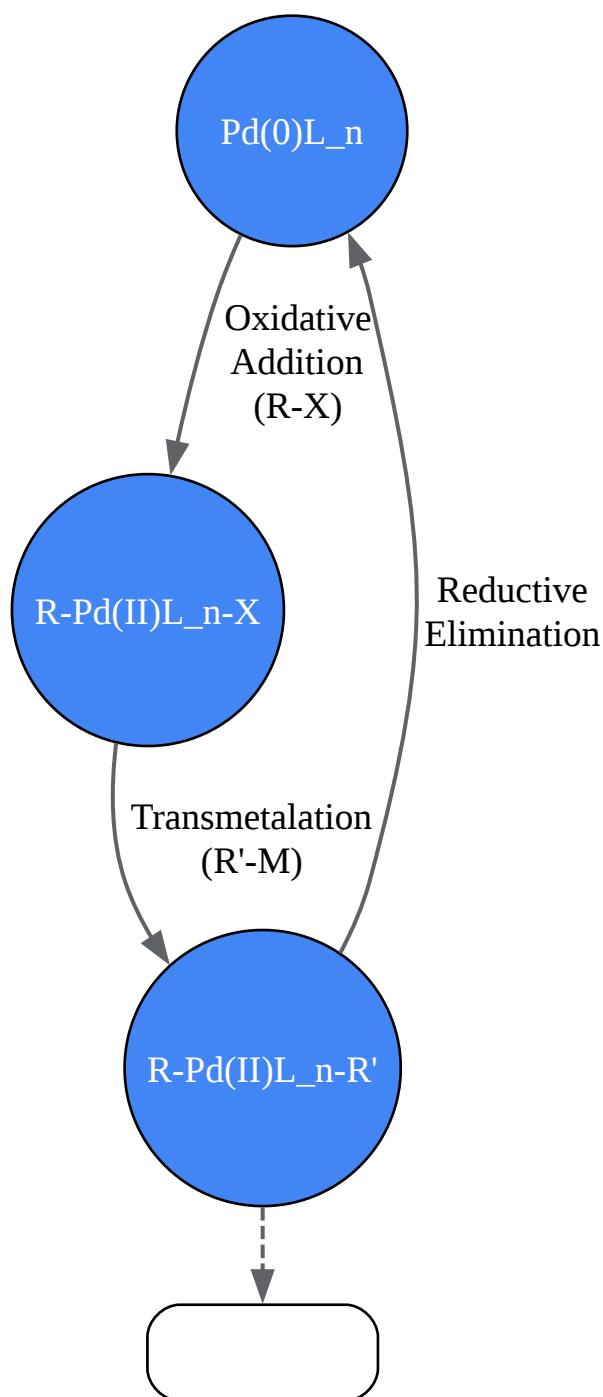 Pd(0)L_n
Oxidative
Addition
(R-X)
R-Pd(II)L_n-X
Reductive
Elimination
Transmetalation
(R'-M)
R-Pd(II)L_n-R'